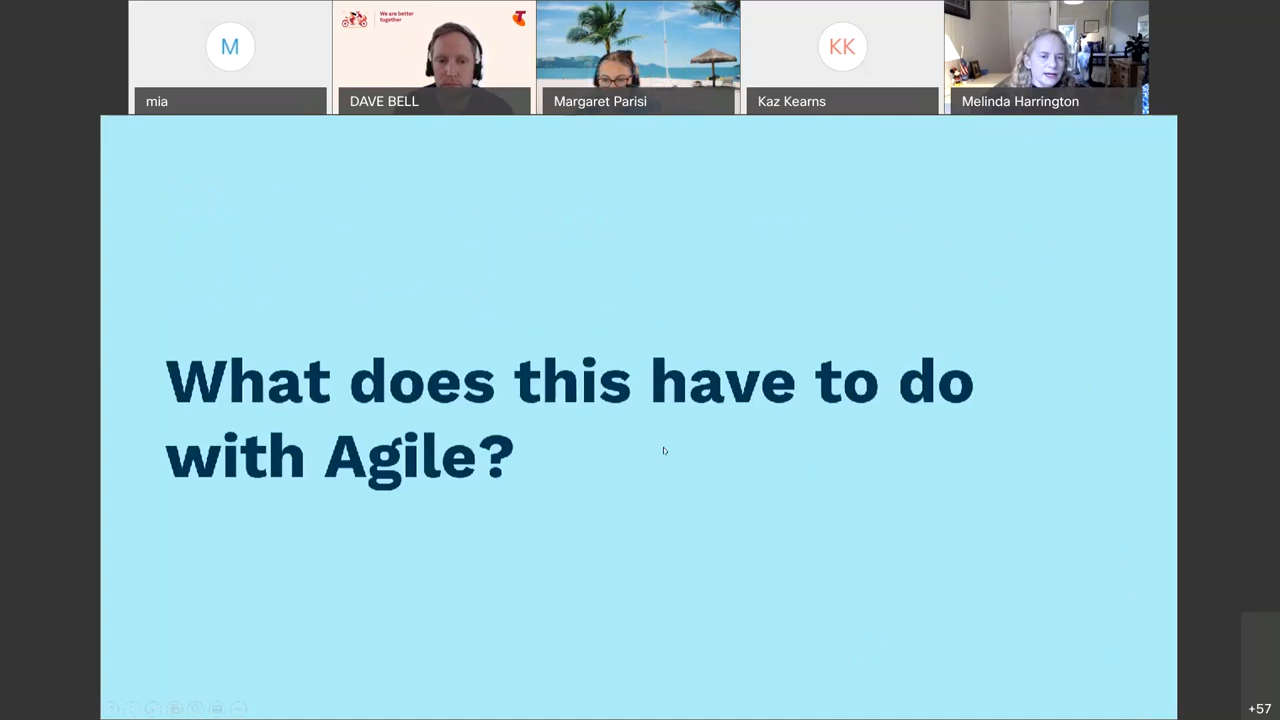 M
We are better
together
KK
mia
DAVE BELL
Margaret Parisi
Kaz Kearns
Melinda Harrington
What does this have to do
with Agile?
+57